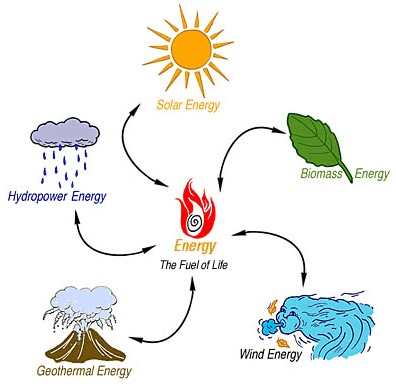 Solar Energy
Hydropower Energy
Biomass Energy
Energy
The Fuel of Life
Geothermal Energy
Wind Energy